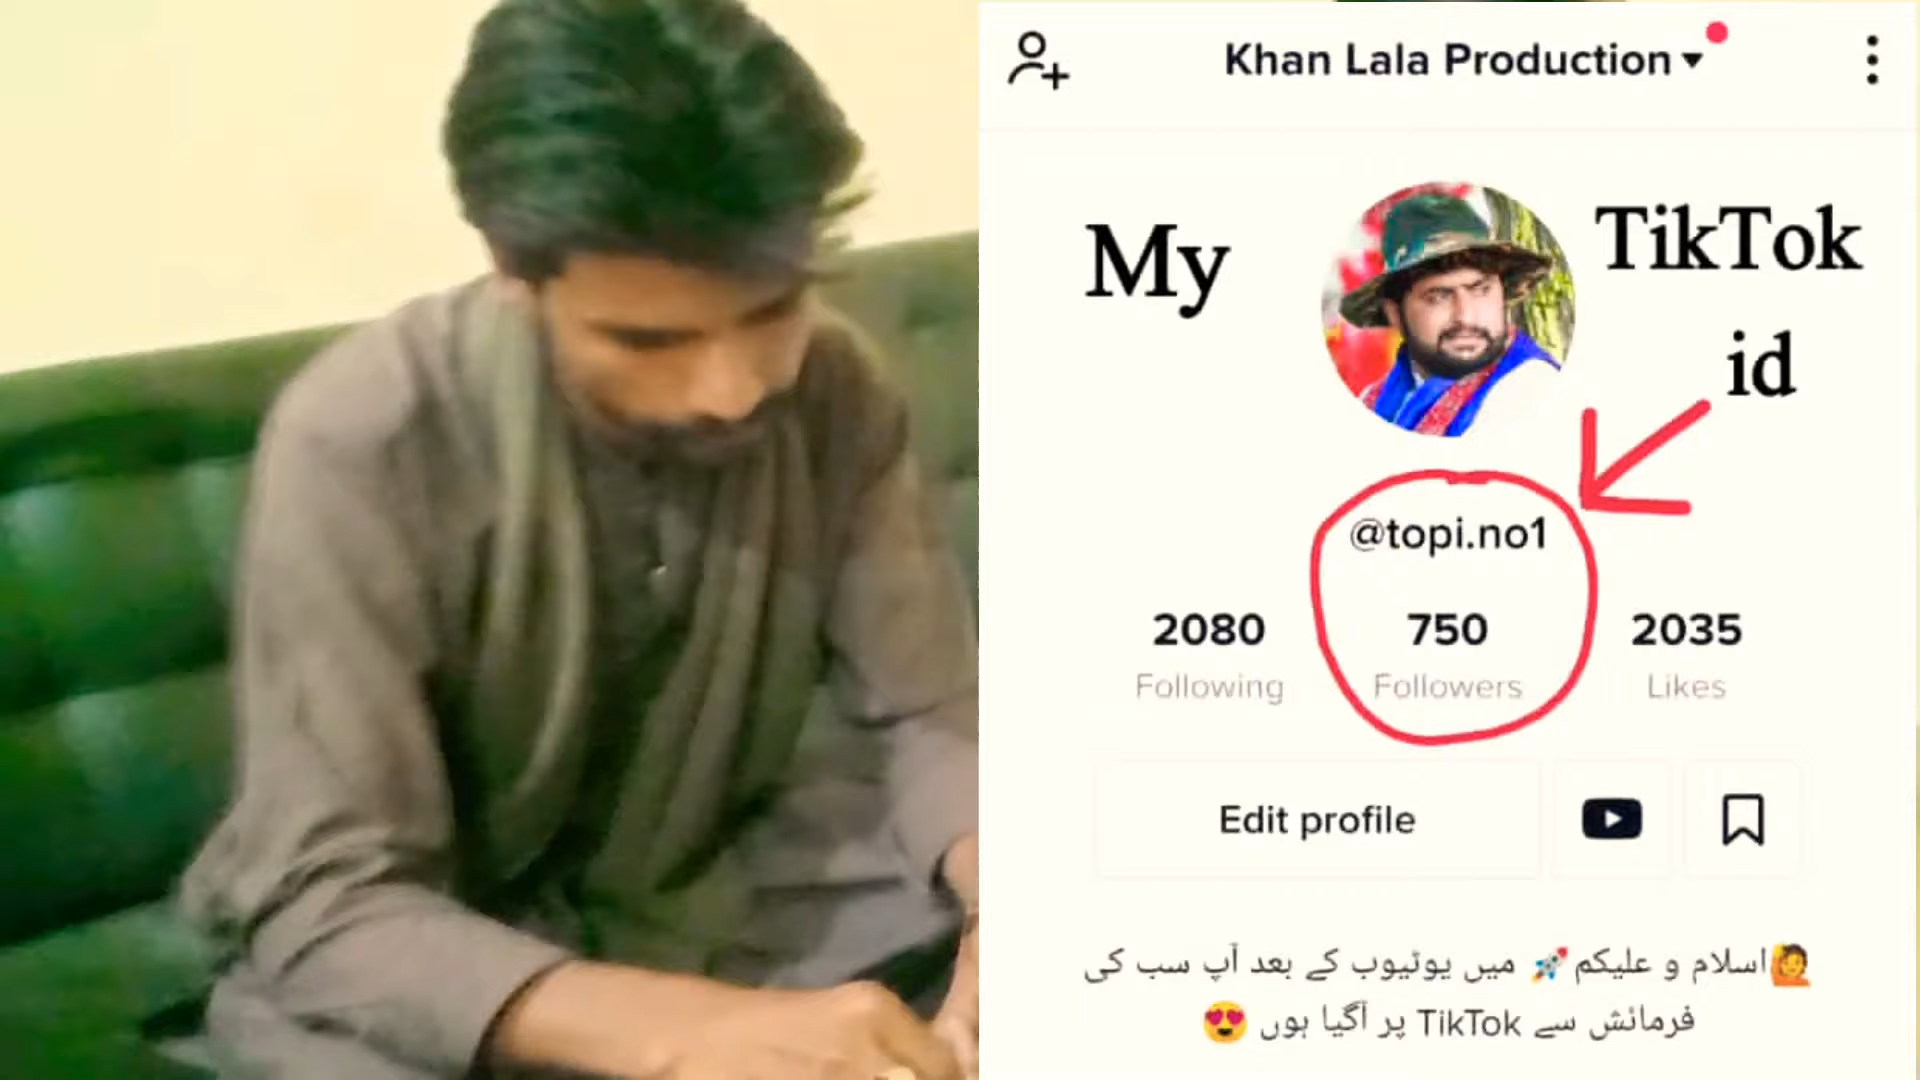 Khan Lala Production
My
TikTok
id
@topi.no1
2080
750
2035
Following
Followers
Likes
Edit profile
🙋اسلام و علیکم 🚀 میں یوٹیوب کے بعد آپ سب کی
فرمائش سے TikTok پر آگیا ہوں 😍